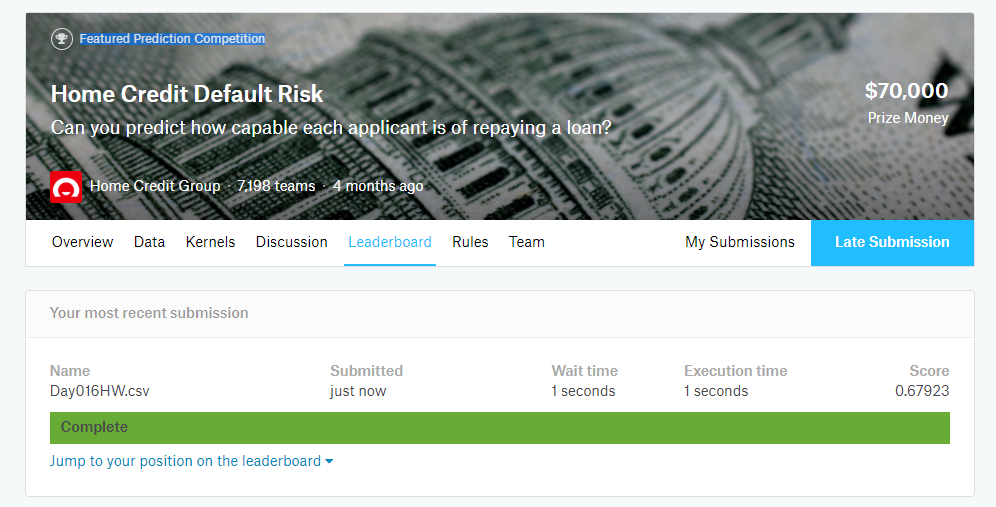 Featured Prediction Competition
Home Credit Default Risk
$70,000
Can you predict how capable each applicant is of repaying a loan?
Prize Money
Home Credit Group · 7,198 teams · 4 months ago
Overview Data Kernels Discussion Leaderboard Rules Team My Submissions Late Submission
Your most recent submission
Name Submitted Wait time Execution time Score
Day016HW.csv just now 1 seconds 1 seconds 0.67923
Complete
Jump to your position on the leaderboard